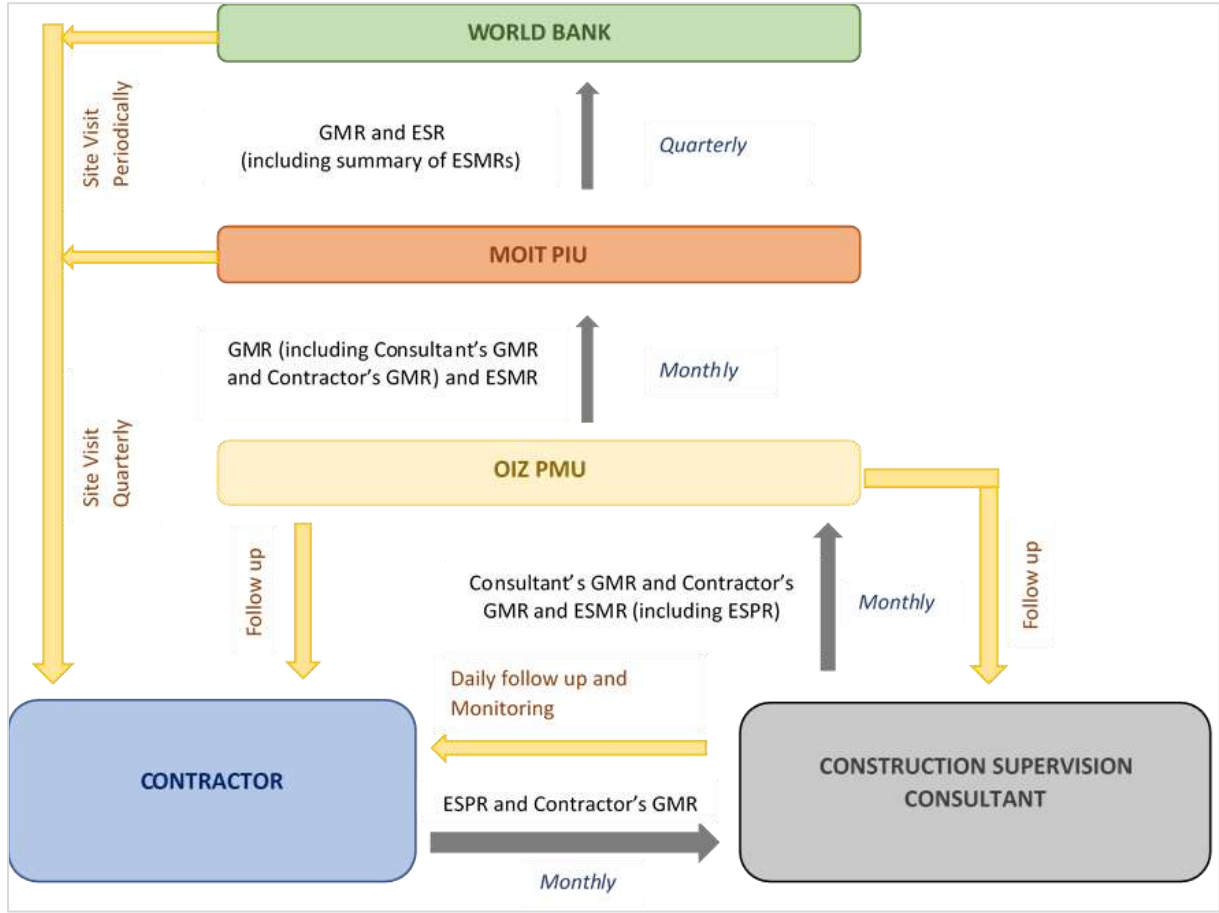 WORLD BANK
Site Visit
Periodically
GMR and ESR
(including summary of ESMRs)
Quarterly
MOIT PIU
GMR (including Consultant’s GMR
and Contractor’s GMR) and ESMR
Monthly
Site Visit
Quarterly
OIZ PMU
Follow up
Consultant’s GMR and Contractor’s
GMR and ESMR (including ESPR)
Monthly
Follow up
Daily follow up and
Monitoring
CONTRACTOR
CONSTRUCTION SUPERVISION
CONSULTANT
ESPR and Contractor’s GMR
Monthly